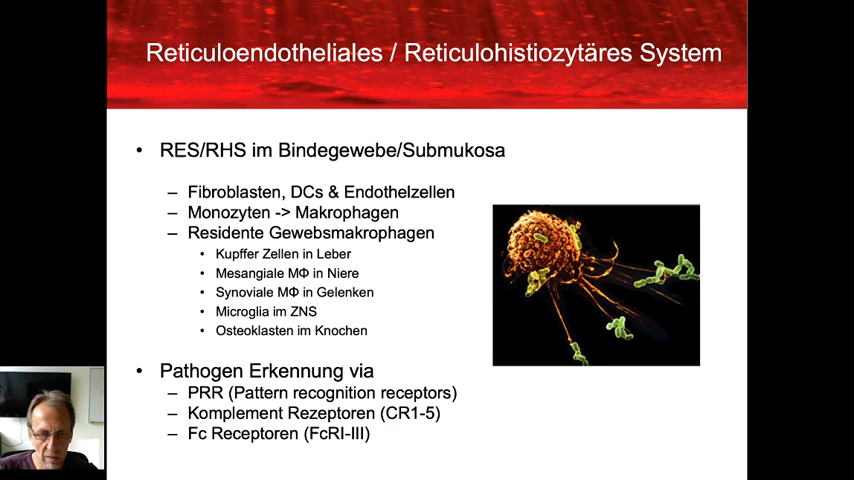 Reticuloendotheliales / Reticulohistiozytäres System
• RES/RHS im Bindegewebe/Submukosa
– Fibroblasten, DCs & Endothelzellen
– Monozyten -> Makrophagen
– Residente Gewebsmakrophagen
• Kupffer Zellen in Leber
• Mesangiale MΦ in Niere
• Synoviale MΦ in Gelenken
• Microglia im ZNS
• Osteoklasten im Knochen
• Pathogen Erkennung via
– PRR (Pattern recognition receptors)
– Komplement Rezeptoren (CR1-5)
– Fc Receptoren (FcRI-III)